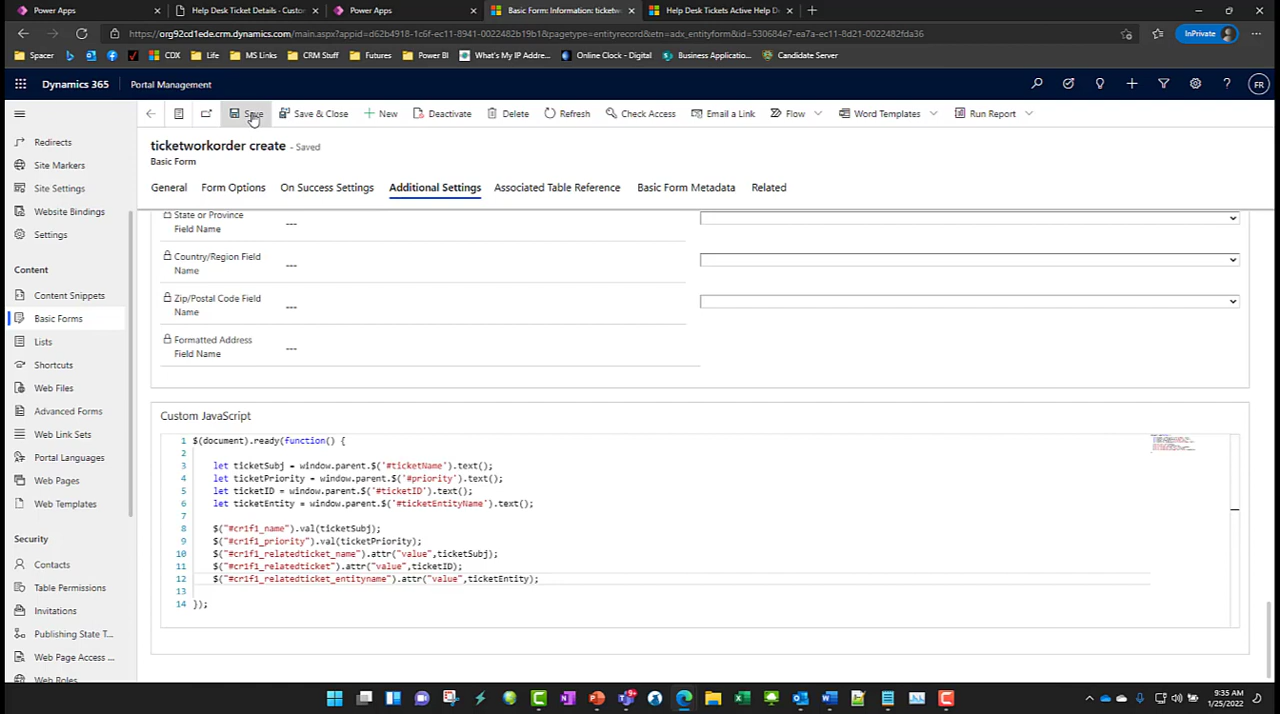 Power Apps
Help Desk Ticket Details - Custo
Power Apps
Basic Form: Information: ticketw
Help Desk Tickets Active Help D
https://org92cd1ede.crm.dynamics.com/main.aspx?appid=d62b4918-1c6f-ec11-8941-0022482b19b1&pagetype=entityrecord&etn=adx_entityform&id=530684e7-ea7a-ec11-8d21-0022482fda36
InPrivate
Spacer
CDX
Life
MS Links
CRM Stuff
Futures
Power BI
What's My IP Addre...
Online Clock - Digital
Business Applicatio...
Candidate Server
Dynamics 365
Portal Management
FR
Save
Save & Close
New
Deactivate
Delete
Refresh
Check Access
Email a Link
Flow
Word Templates
Run Report
ticketworkorder create - Saved
Basic Form
General
Form Options
On Success Settings
Additional Settings
Associated Table Reference
Basic Form Metadata
Related
Redirects
Site Markers
Site Settings
Website Bindings
Settings
Content
Content Snippets
Basic Forms
Lists
Shortcuts
Web Files
Advanced Forms
Web Link Sets
Portal Languages
Web Pages
Web Templates
Security
Contacts
Table Permissions
Invitations
Publishing State T...
Web Page Access ...
Web Roles
State or Province
Field Name
---
Country/Region Field
Name
---
Zip/Postal Code Field
Name
---
Formatted Address
Field Name
---
Custom JavaScript
1 $(document).ready(function() {
2
3 let ticketSubj = window.parent.$('#ticketName').text();
4 let ticketPriority = window.parent.$('#priority').text();
5 let ticketID = window.parent.$('#ticketID').text();
6 let ticketEntity = window.parent.$('#ticketEntityName').text();
7
8 $("#cr1f1_name").val(ticketSubj);
9 $("#cr1f1_priority").val(ticketPriority);
10 $("#cr1f1_relatedticket_name").attr("value",ticketSubj);
11 $("#cr1f1_relatedticket").attr("value",ticketID);
12 $("#cr1f1_relatedticket_entityname").attr("value",ticketEntity);
13
14 });
9:35 AM
1/25/2022